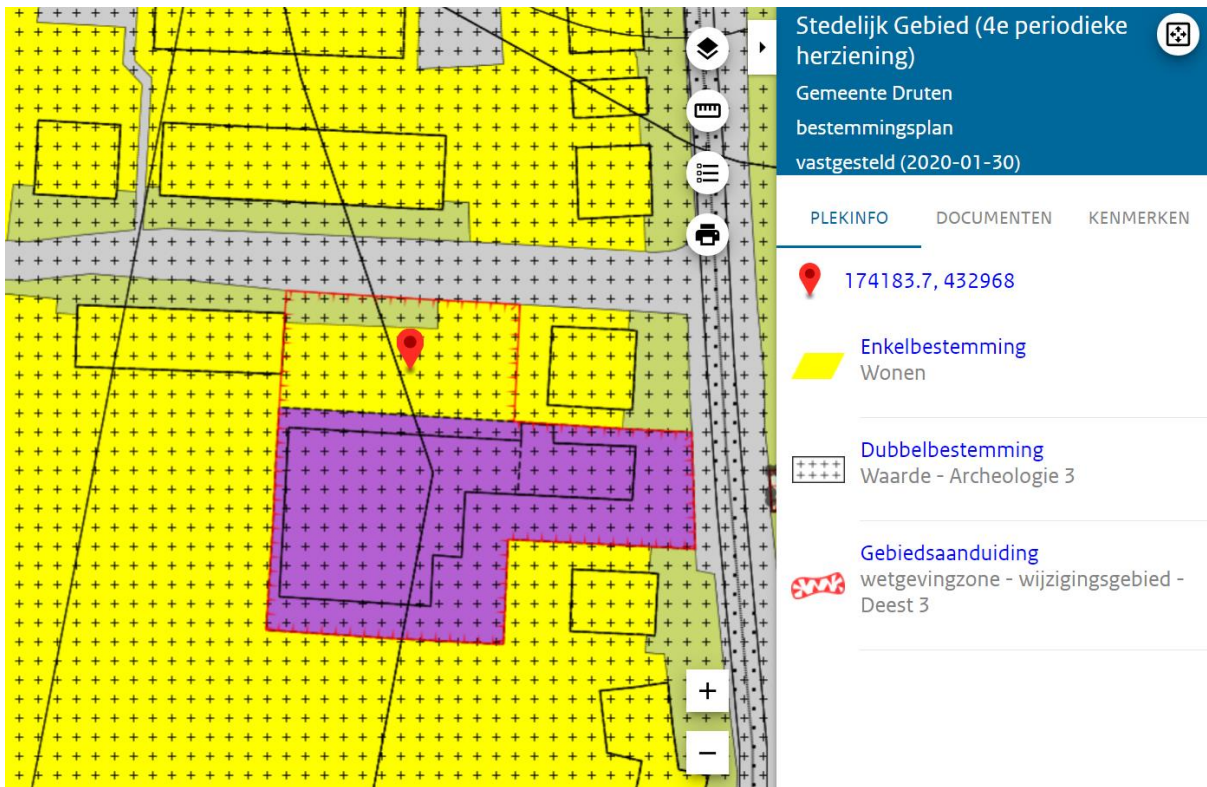 Stedelijk Gebied (4e periodieke
herziening)
Gemeente Druten
bestemmingsplan
vastgesteld (2020-01-30)
PLEKINFO DOCUMENTEN KENMERKEN
174183.7, 432968
Enkelbestemming
Wonen
Dubbelbestemming
Waarde - Archeologie 3
Gebiedsaanduiding
wetgevingzone - wijzigingsgebied -
Deest 3